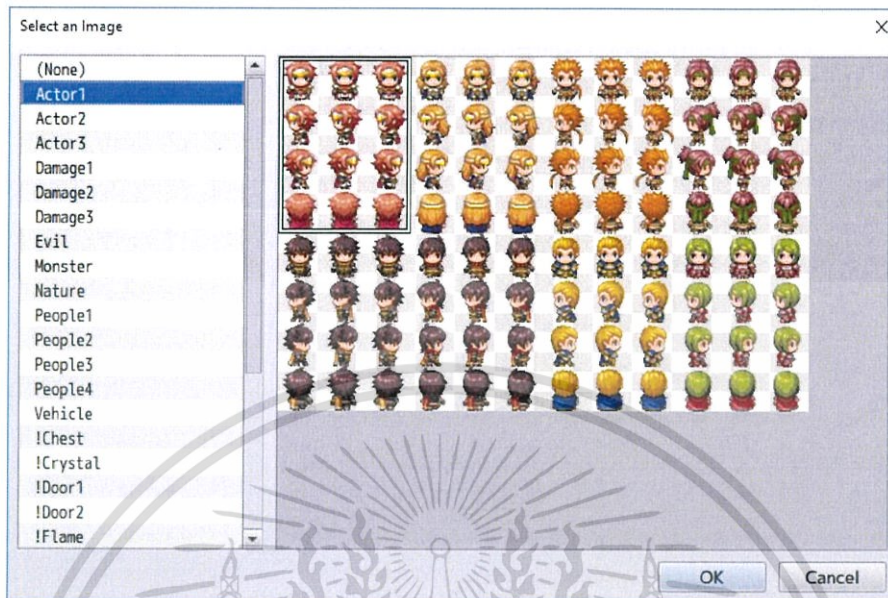 Select an Image
(None)
Actor1
Actor2
Actor3
Damage1
Damage2
Damage3
Evil
Monster
Nature
People1
People2
People3
People4
Vehicle
!Chest
!Crystal
!Door1
!Door2
!Flame
OK
Cancel